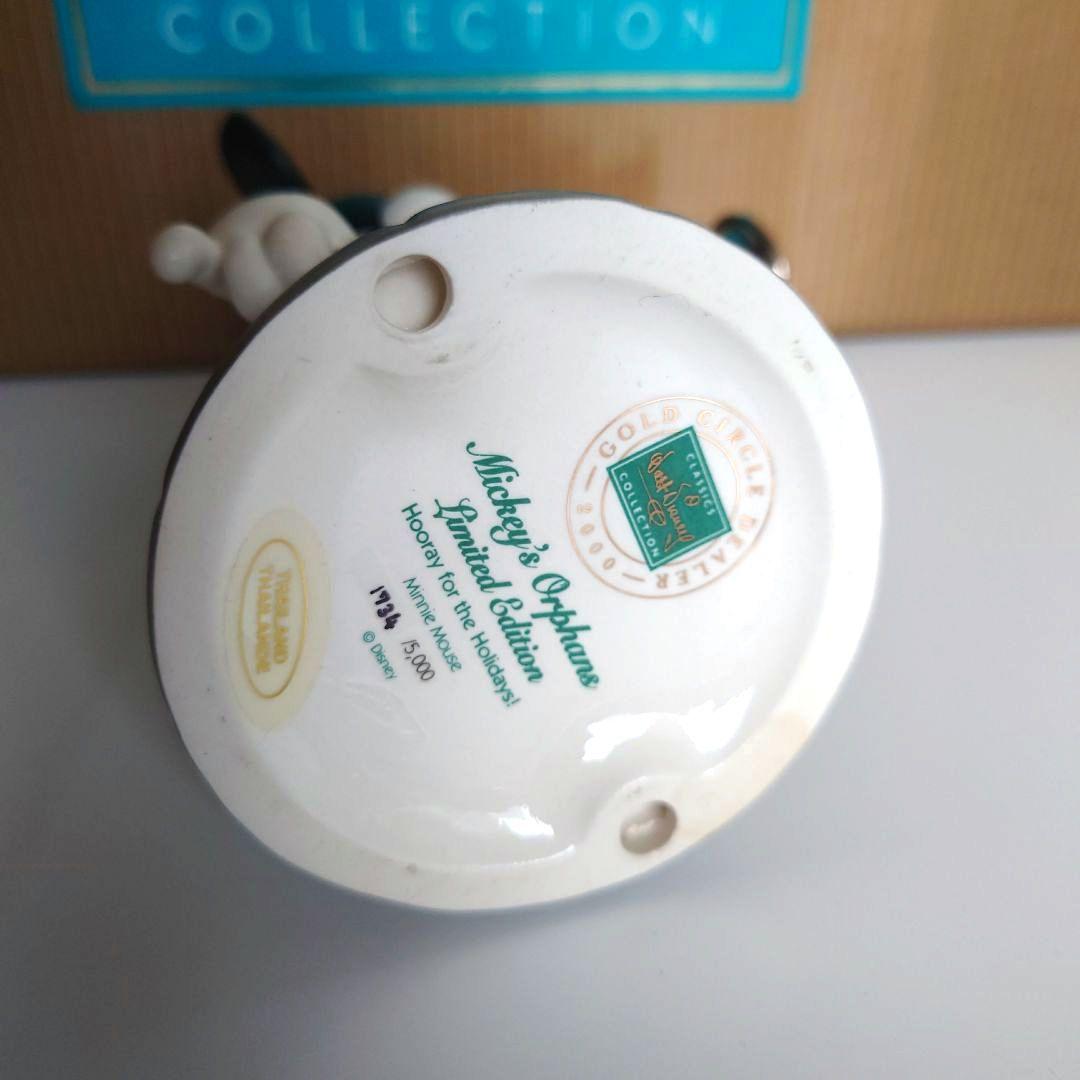 COLLECTION
GOLD CIRCLE DEALER
2000
CLASSICS
Walt Disney
COLLECTION
Mickey's Orphans
Limited Edition
Hooray for the Holidays!
Minnie Mouse
1734 /5,000
© Disney
THAILAND